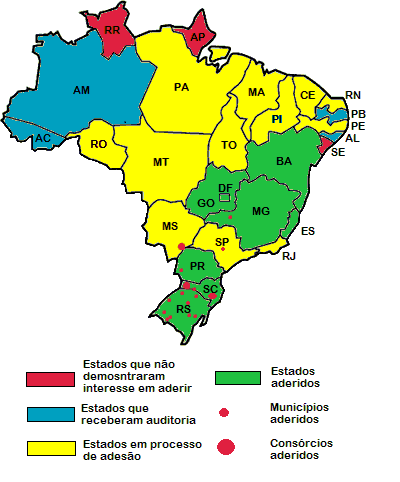 RR
AP
AM
PA
MA
CE
RN
PB
PI
PE
AL
AC
RO
TO
SE
MT
BA
DF
GO
MG
MS
ES
SP
RJ
PR
SC
RS
Estados que não
demosntraram
interesse em aderir
Estados
aderidos
Estados que
receberam auditoria
Municípios
aderidos
Estados em processo
de adesão
Consórcios
aderidos